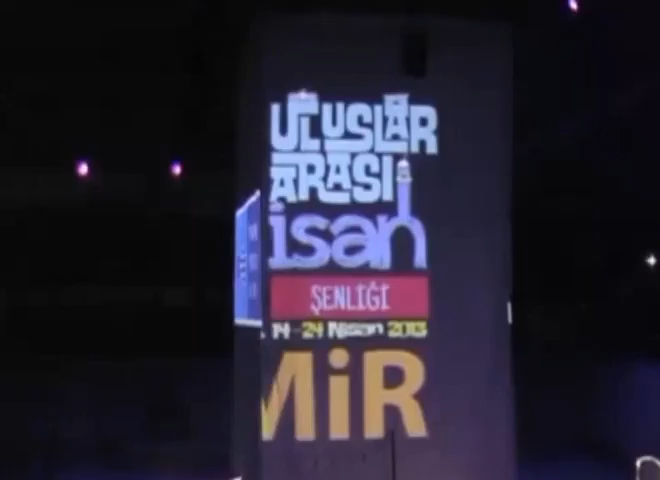 ULUSLAR
ARASI
isan
ŞENLİĞİ
14-24 Nisan 2013
MiR